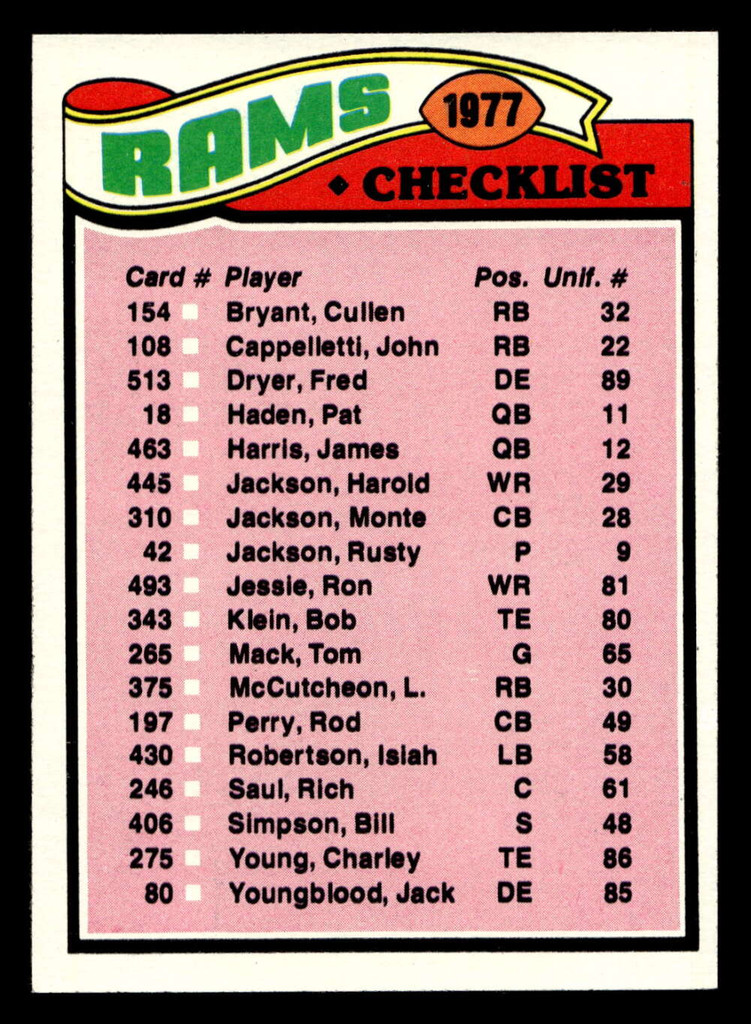 RAMS 1977
CHECKLIST
Card # Player Pos. Unif. #
154 Bryant, Cullen RB 32
108 Cappelletti, John RB 22
513 Dryer, Fred DE 89
18 Haden, Pat QB 11
463 Harris, James QB 12
445 Jackson, Harold WR 29
310 Jackson, Monte CB 28
42 Jackson, Rusty P 9
493 Jessie, Ron WR 81
343 Klein, Bob TE 80
265 Mack, Tom G 65
375 McCutcheon, L. RB 30
197 Perry, Rod CB 49
430 Robertson, Isiah LB 58
246 Saul, Rich C 61
406 Simpson, Bill S 48
275 Young, Charley TE 86
80 Youngblood, Jack DE 85